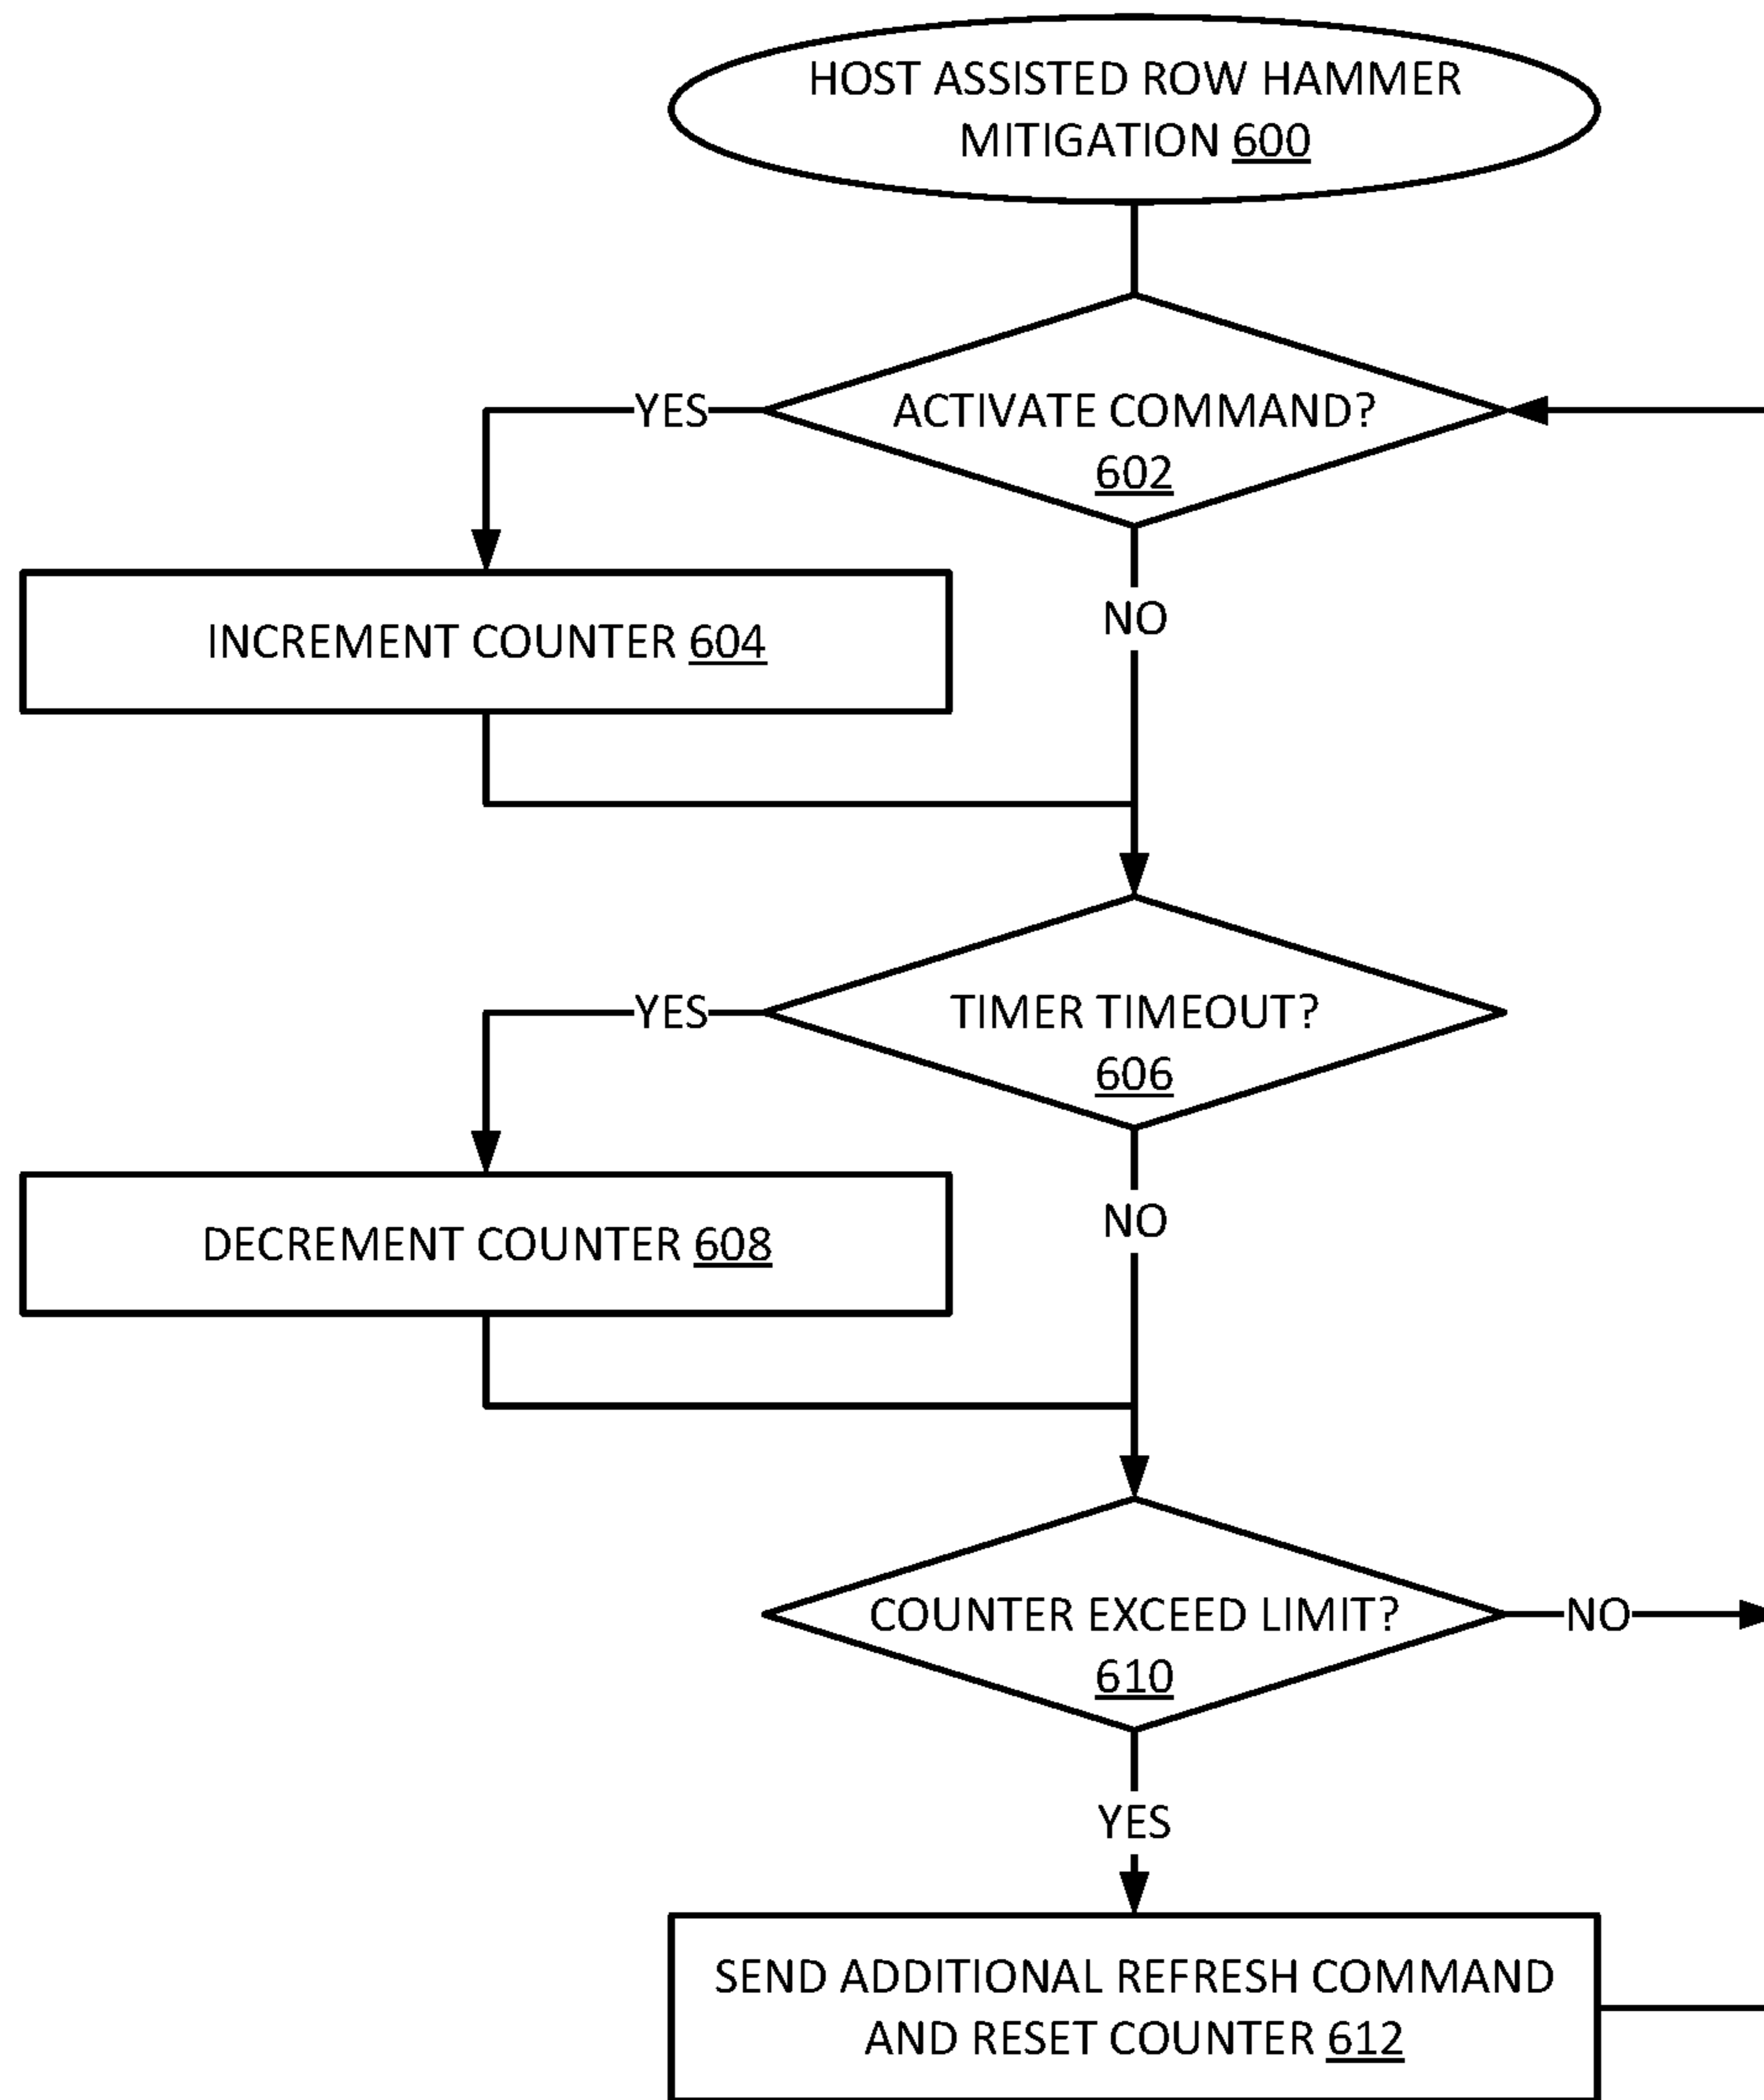 HOST ASSISTED ROW HAMMER
MITIGATION 600
ACTIVATE COMMAND?
602
YES
NO
INCREMENT COUNTER 604
TIMER TIMEOUT?
606
YES
NO
DECREMENT COUNTER 608
COUNTER EXCEED LIMIT?
610
NO
YES
SEND ADDITIONAL REFRESH COMMAND
AND RESET COUNTER 612